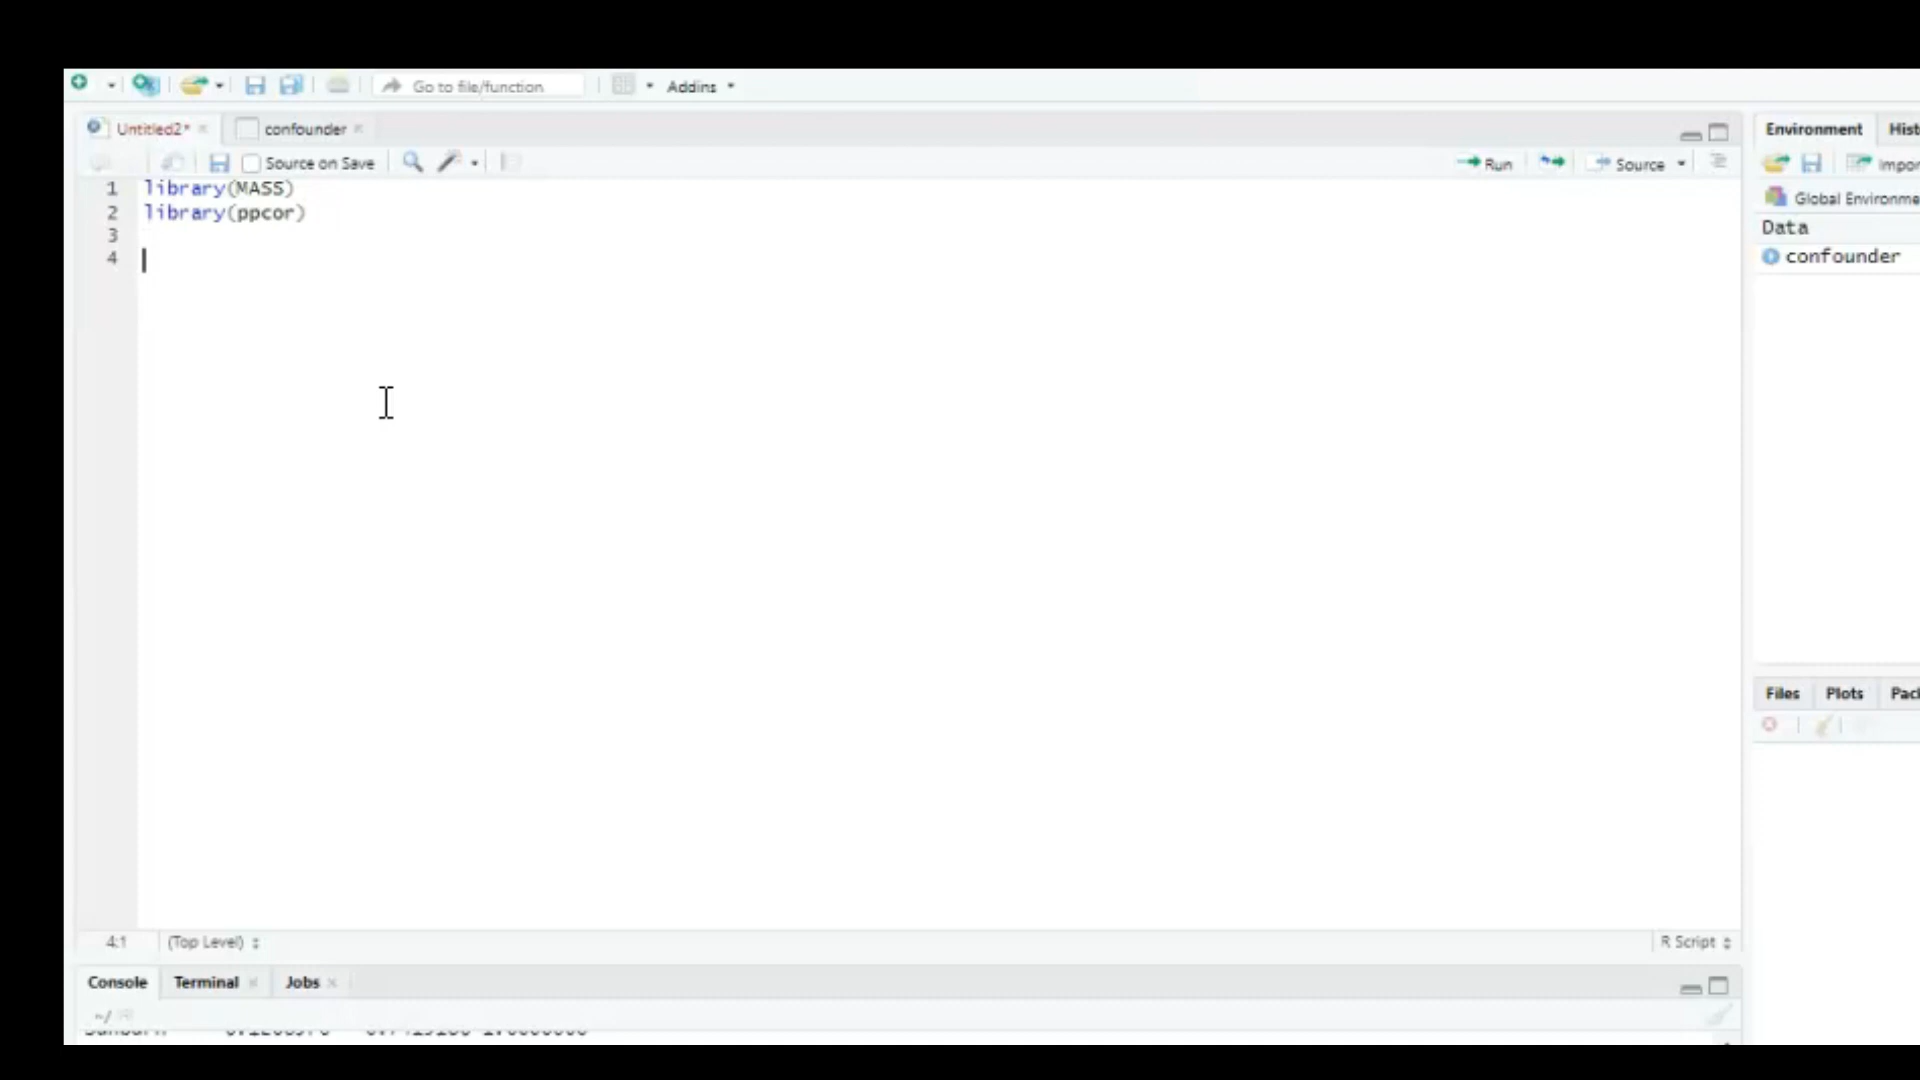 Go to file/function
Addins
Untitled2*
confounder
Source on Save
Run
Source
1 library(MASS)
2 library(ppcor)
3
4
4:1
(Top Level)
R Script
Environment
Global Environme
Data
confounder
Files
Plots
Console
Terminal
Jobs
~/